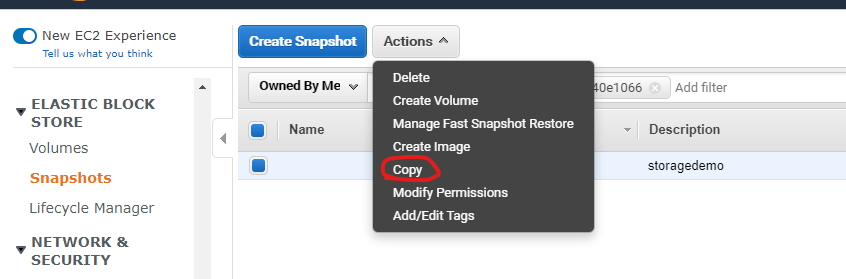 New EC2 Experience
Tell us what you think
ELASTIC BLOCK
STORE
Volumes
Snapshots
Lifecycle Manager
NETWORK &
SECURITY
Create Snapshot
Actions
Owned By Me
40e1066
Add filter
Name
Description
storagedemo
Delete
Create Volume
Manage Fast Snapshot Restore
Create Image
Copy
Modify Permissions
Add/Edit Tags